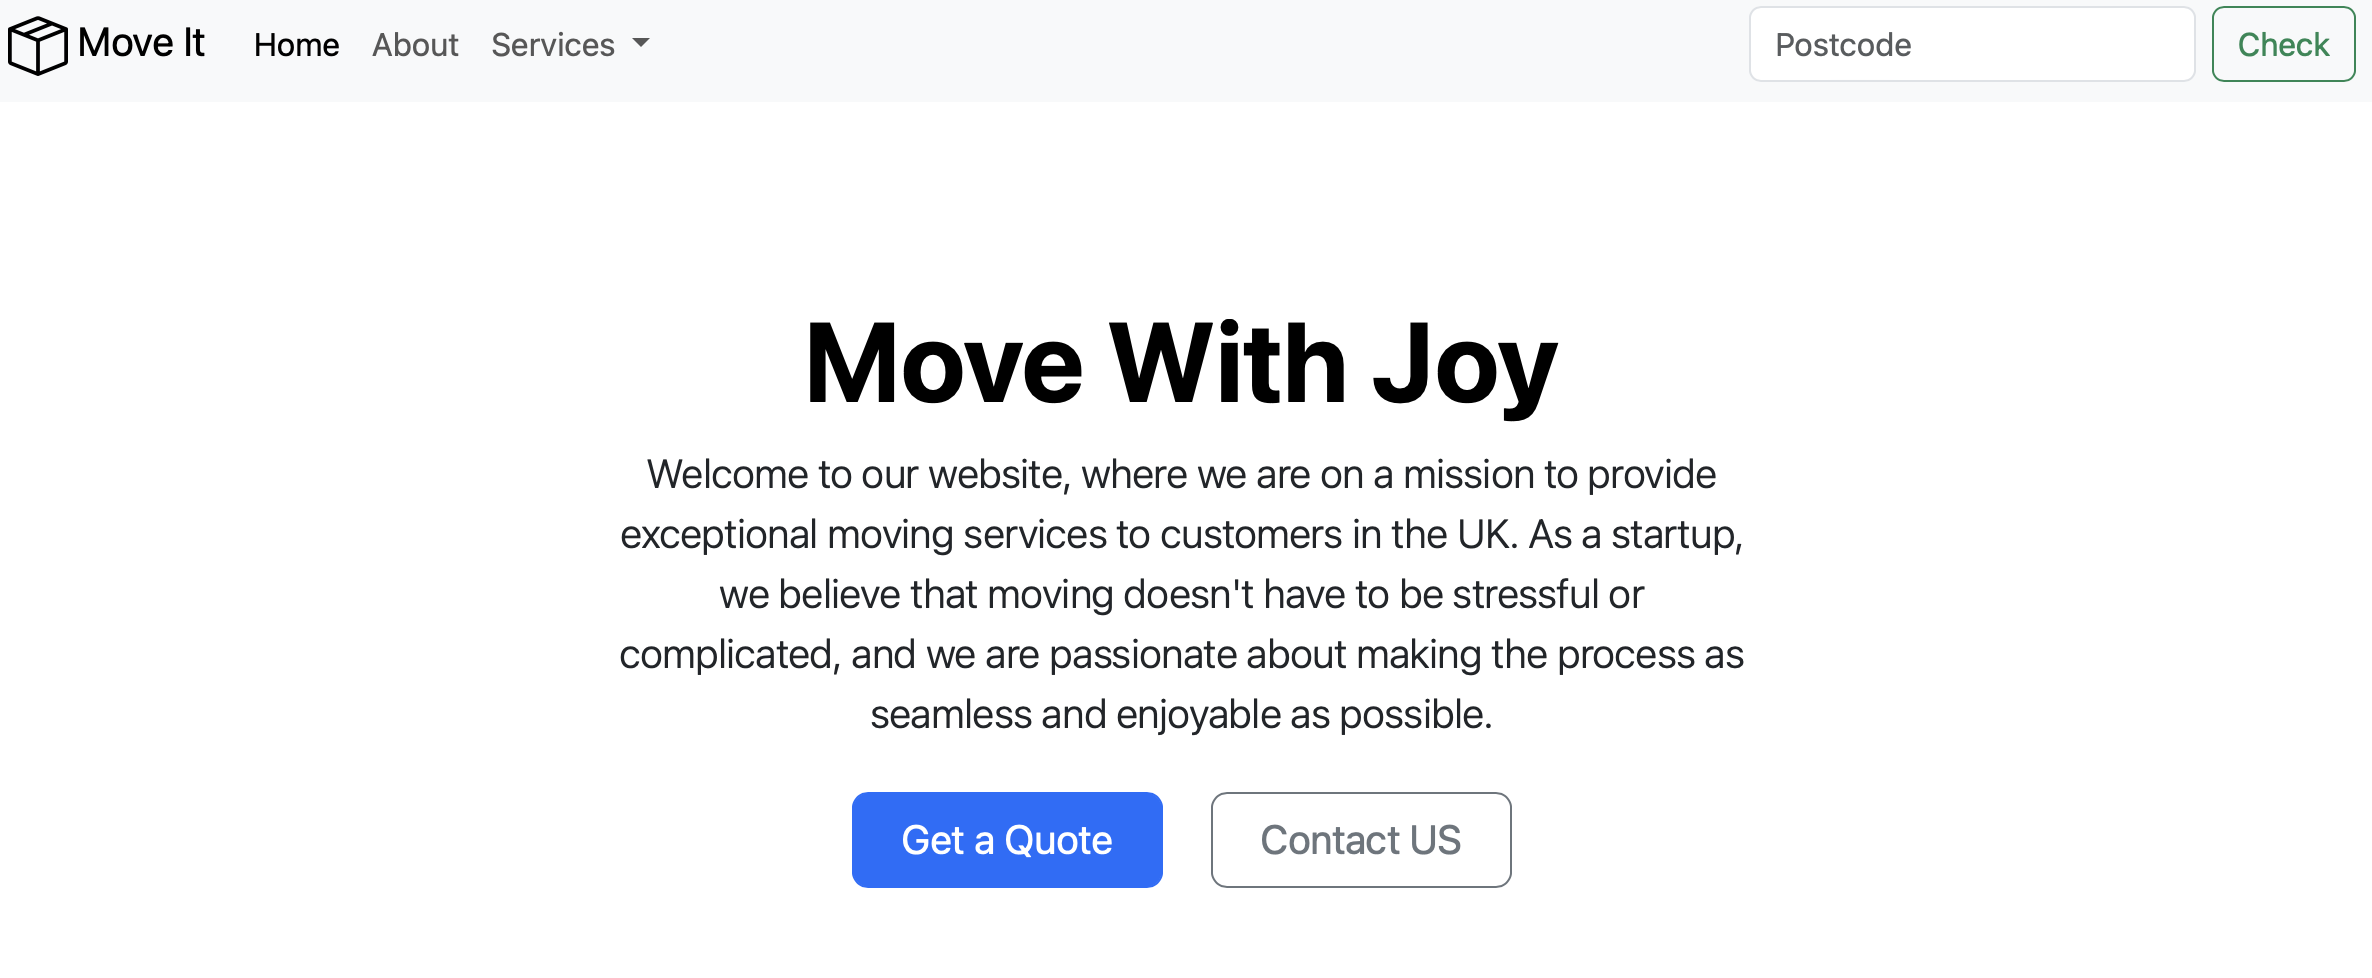 Move It
Home
About
Services
Postcode
Check
Move With Joy
Welcome to our website, where we are on a mission to provide
exceptional moving services to customers in the UK. As a startup,
we believe that moving doesn't have to be stressful or
complicated, and we are passionate about making the process as
seamless and enjoyable as possible.
Get a Quote
Contact US